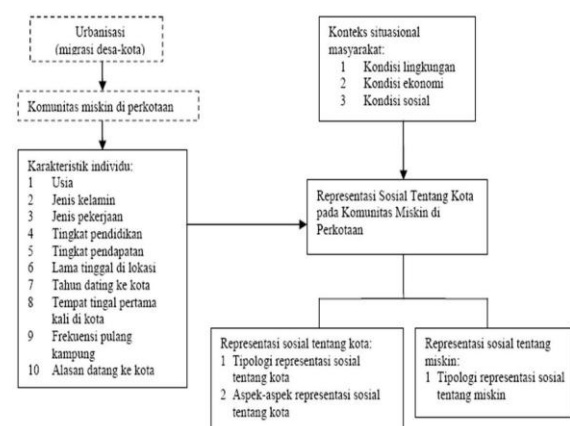 Urbanisasi
(migrasi desa-kota)
Komunitas miskin di perkotaan
Karakteristik individu:
1 Usia
2 Jenis kelamin
3 Jenis pekerjaan
4 Tingkat pendidikan
5 Tingkat pendapatan
6 Lama tinggal di lokasi
7 Tahun dating ke kota
8 Tempat tingal pertama
kali di kota
9 Frekuensi pulang
kampung
10 Alasan datang ke kota
Konteks situasional
masyarakat:
1 Kondisi lingkungan
2 Kondisi ekonomi
3 Kondisi sosial
Representasi Sosial Tentang Kota
pada Komunitas Miskin di
Perkotaan
Representasi sosial tentang kota:
1 Tipologi representasi sosial
tentang kota
2 Aspek-aspek representasi sosial
tentang kota
Representasi sosial tentang
miskin:
1 Tipologi representasi sosial
tentang miskin